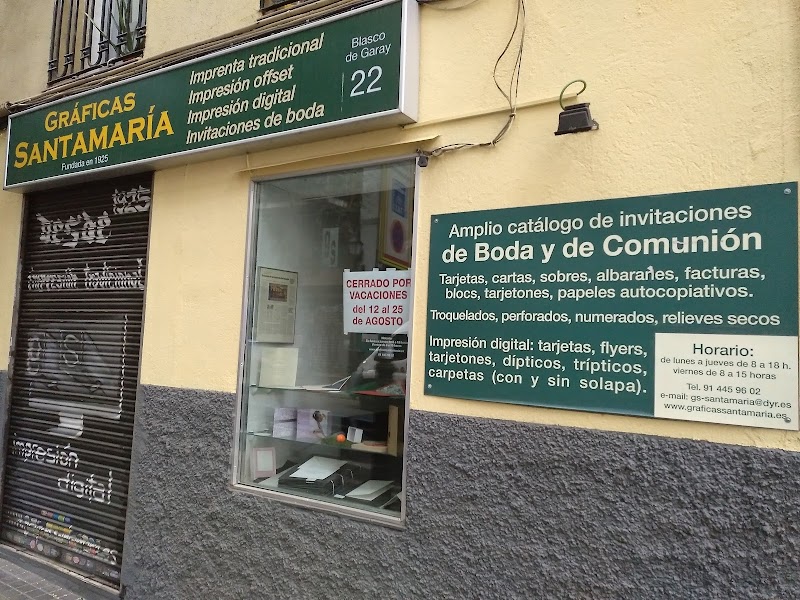 GRÁFICAS
SANTAMARÍA
Fundada en 1925
Imprenta tradicional
Impresión offset
Impresión digital
Invitaciones de boda
Blasco
de Garay
22
desde 1925
impresión tradicional
impresión
digital
CERRADO POR
VACACIONES
del 12 al 25
de AGOSTO
Amplio catálogo de invitaciones
de Boda y de Comunión
Tarjetas, cartas, sobres, albaranes, facturas,
blocs, tarjetones, papeles autocopiativos.
Troquelados, perforados, numerados, relieves secos
Impresión digital: tarjetas, flyers,
tarjetones, dípticos, trípticos,
carpetas (con y sin solapa).
Horario:
de lunes a jueves de 8 a 18 h.
viernes de 8 a 15 horas
Tel. 91 445 96 02
e-mail: gs-santamaria@dyr.es
www.graficassantamaria.es